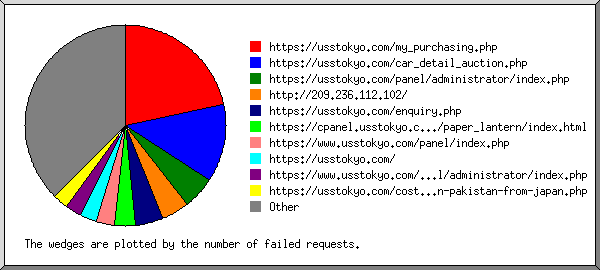 https://usstokyo.com/my_purchasing.php
https://usstokyo.com/car_detail_auction.php
https://usstokyo.com/panel/administrator/index.php
http://209.236.112.102/
https://usstokyo.com/enquiry.php
https://cpanel.usstokyo.c.../paper_lantern/index.html
https://www.usstokyo.com/panel/index.php
https://usstokyo.com/
https://www.usstokyo.com/...l/administrator/index.php
https://usstokyo.com/cost...n-pakistan-from-japan.php
Other
The wedges are plotted by the number of failed requests.